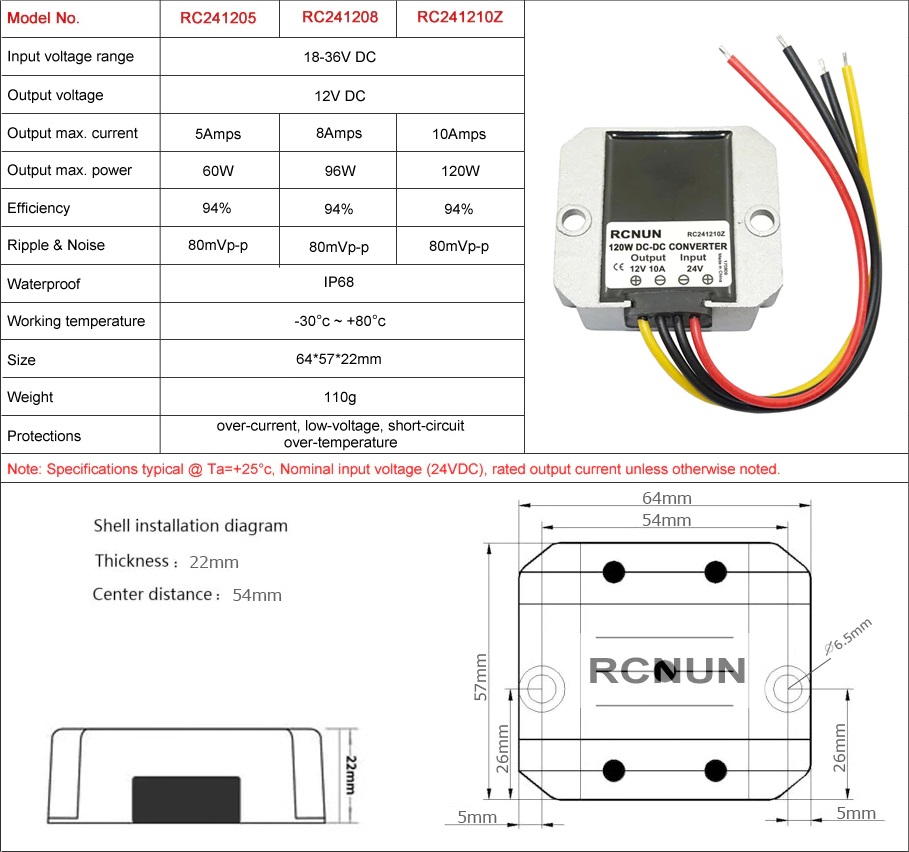 Model No. RC241205 RC241208 RC241210Z
Input voltage range 18-36V DC
Output voltage 12V DC
Output max. current 5Amps 8Amps 10Amps
Output max. power 60W 96W 120W
Efficiency 94% 94% 94%
Ripple & Noise 80mVp-p 80mVp-p 80mVp-p
Waterproof IP68
Working temperature -30°c ~ +80°c
Size 64*57*22mm
Weight 110g
Protections over-current, low-voltage, short-circuit
over-temperature
RCNUN RC241210Z
120W DC-DC CONVERTER
Output Input
CE 12V 10A 24V
Made in China
Note: Specifications typical @ Ta=+25°c, Nominal input voltage (24VDC), rated output current unless otherwise noted.
Shell installation diagram
Thickness : 22mm
Center distance : 54mm
22mm
64mm
54mm
57mm
26mm
RCNUN
Ø6.5mm
26mm
5mm
5mm